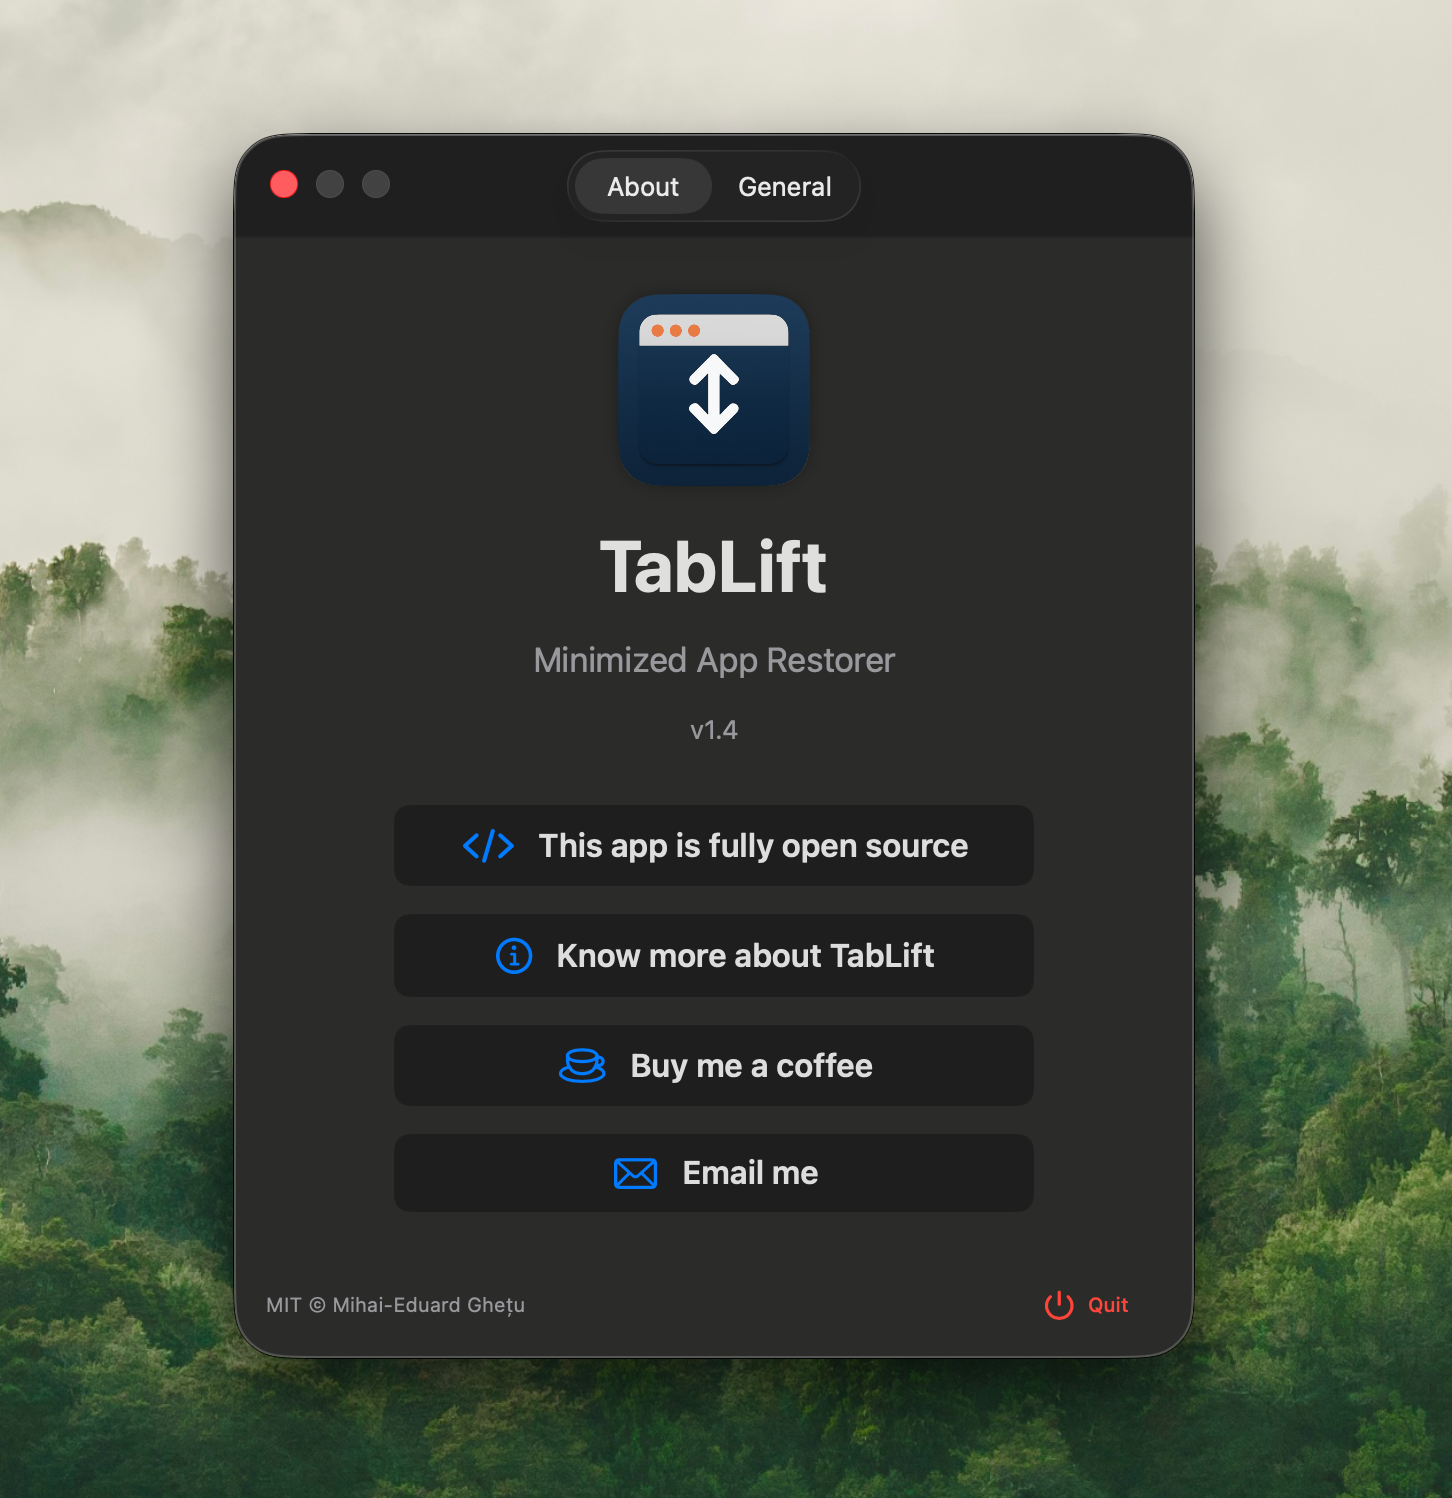 About
General
TabLift
Minimized App Restorer
v1.4
This app is fully open source
Know more about TabLift
Buy me a coffee
Email me
MIT © Mihai-Eduard Ghețu
Quit